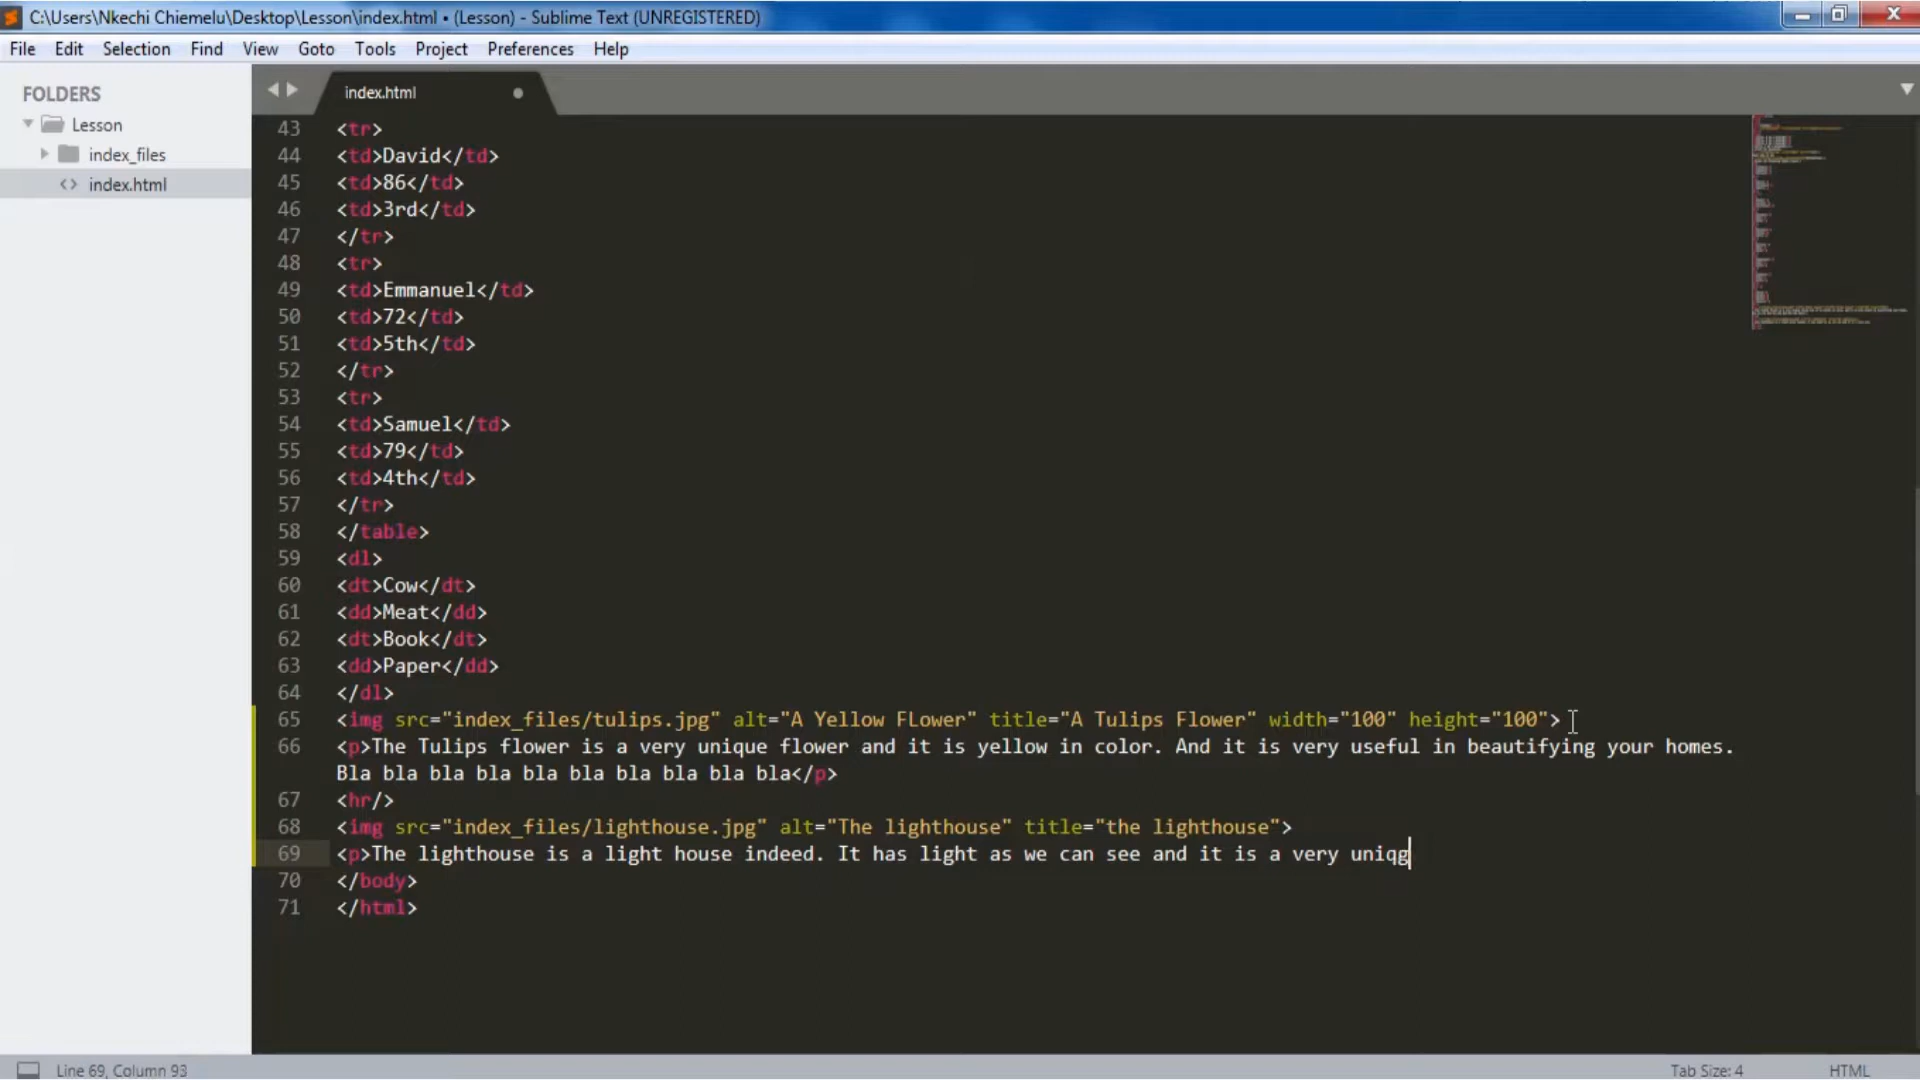 C:\Users\Nkechi Chiemelu\Desktop\Lesson\index.html • (Lesson) - Sublime Text (UNREGISTERED)
File Edit Selection Find View Goto Tools Project Preferences Help
FOLDERS
Lesson
index_files
index.html
index.html
43 <tr>
44 <td>David</td>
45 <td>86</td>
46 <td>3rd</td>
47 </tr>
48 <tr>
49 <td>Emmanuel</td>
50 <td>72</td>
51 <td>5th</td>
52 </tr>
53 <tr>
54 <td>Samuel</td>
55 <td>79</td>
56 <td>4th</td>
57 </tr>
58 </table>
59 <dl>
60 <dt>Cow</dt>
61 <dd>Meat</dd>
62 <dt>Book</dt>
63 <dd>Paper</dd>
64 </dl>
65 <img src="index_files/tulips.jpg" alt="A Yellow FLower" title="A Tulips Flower" width="100" height="100">
66 <p>The Tulips flower is a very unique flower and it is yellow in color. And it is very useful in beautifying your homes.
Bla bla bla bla bla bla bla bla bla bla</p>
67 <hr/>
68 <img src="index_files/lighthouse.jpg" alt="The lighthouse" title="the lighthouse">
69 <p>The lighthouse is a light house indeed. It has light as we can see and it is a very uniqg
70 </body>
71 </html>
Line 69, Column 93
Tab Size: 4
HTML